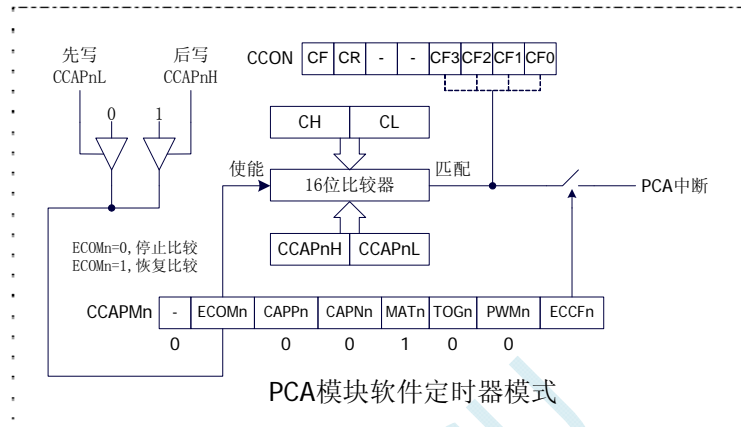 先写 后写 CCON CF CR - - CF3 CF2 CF1 CF0
CCAPnL CCAPnH
0 1
CH CL
使能 16位比较器 匹配 PCA中断
CCAPnH CCAPnL
ECOMn=0,停止比较
ECOMn=1,恢复比较
CCAPMn - ECOMn CAPPn CAPNn MATn TOGn PWMn ECCFn
0 0 0 1 0 0
PCA模块软件定时器模式